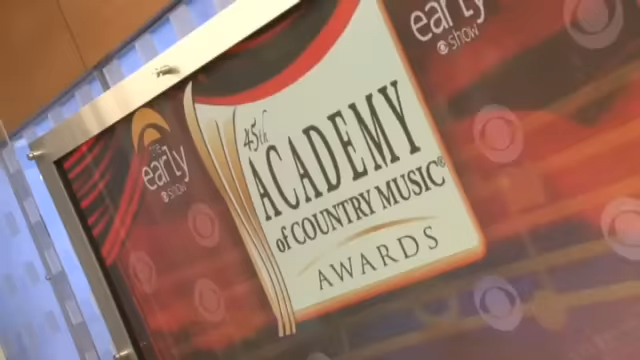 early
show
45th
ACADEMY
of COUNTRY MUSIC®
AWARDS
THE
early
show